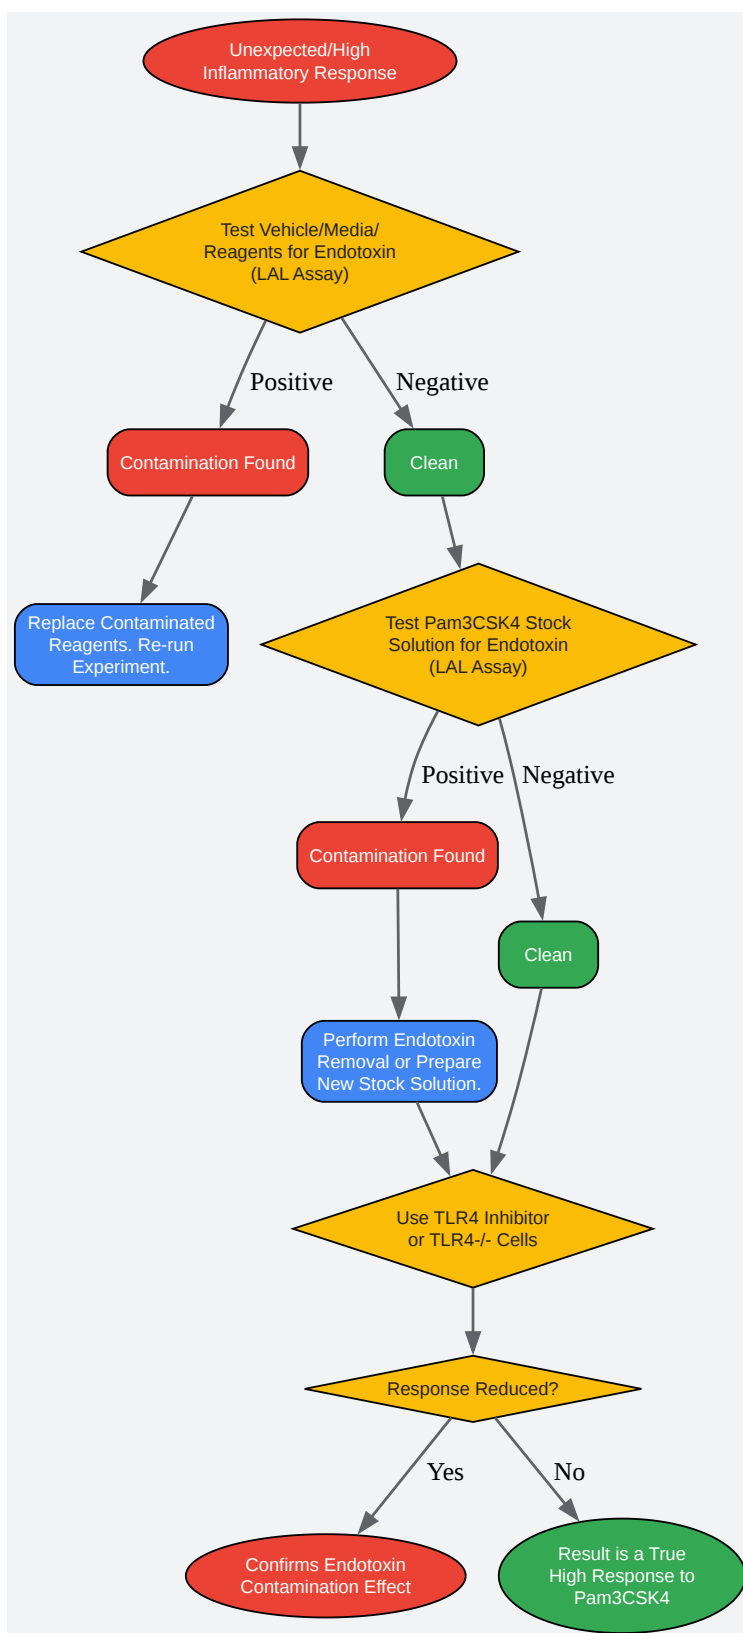 Unexpected/High
Inflammatory Response
Test Vehicle/Media/
Reagents for Endotoxin
(LAL Assay)
Positive
Negative
Contamination Found
Clean
Replace Contaminated
Reagents. Re-run
Experiment.
Test Pam3CSK4 Stock
Solution for Endotoxin
(LAL Assay)
Positive
Negative
Contamination Found
Clean
Perform Endotoxin
Removal or Prepare
New Stock Solution.
Use TLR4 Inhibitor
or TLR4-/- Cells
Response Reduced?
Yes
No
Confirms Endotoxin
Contamination Effect
Result is a True
High Response to
Pam3CSK4